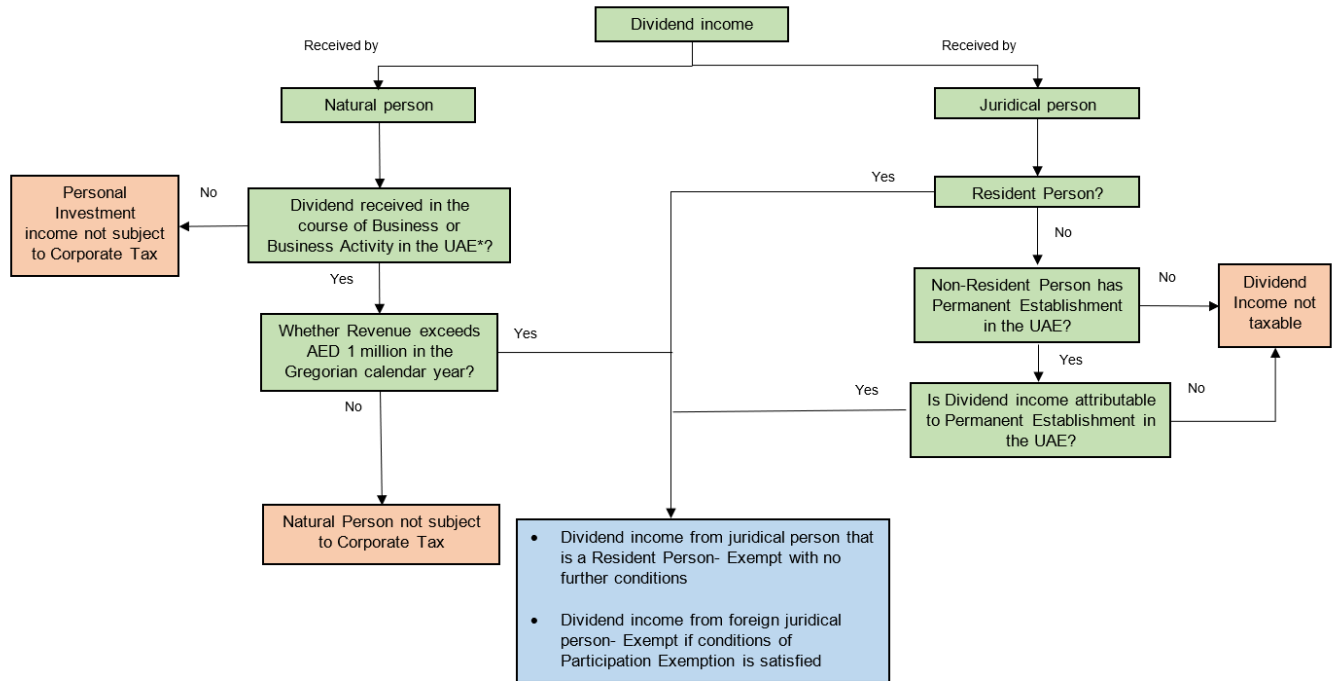 Dividend income
Received by
Received by
Natural person
Juridical person
Personal
Investment
income not subject
to Corporate Tax
No
Dividend received in the
course of Business or
Business Activity in the UAE*?
Yes
Resident Person?
No
Yes
Non-Resident Person has
Permanent Establishment
in the UAE?
No
Dividend
Income not
taxable
Whether Revenue exceeds
AED 1 million in the
Gregorian calendar year?
Yes
Yes
No
Yes
Is Dividend income attributable
to Permanent Establishment in
the UAE?
No
Natural Person not subject
to Corporate Tax
• Dividend income from juridical person that
is a Resident Person- Exempt with no
further conditions
• Dividend income from foreign juridical
person- Exempt if conditions of
Participation Exemption is satisfied